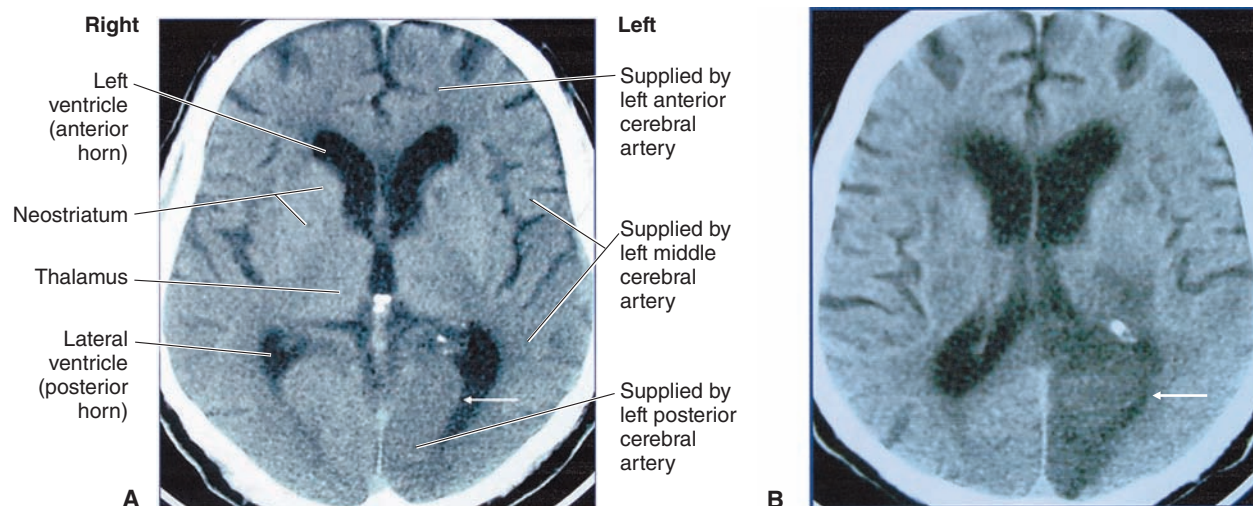 Right
Left
ventricle
(anterior
horn)
Neostriatum
Thalamus
Lateral
ventricle
(posterior
horn)
A
Left
Supplied by
left anterior
cerebral
artery
Supplied by
left middle
cerebral
artery
Supplied by
left posterior
cerebral
artery
B